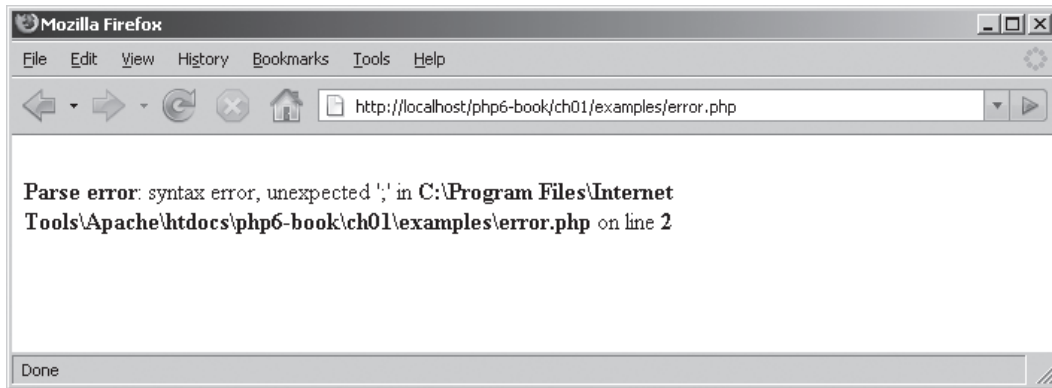 Mozilla Firefox
File Edit View History Bookmarks Tools Help
http://localhost/php6-book/ch01/examples/error.php
Parse error: syntax error, unexpected ';' in C:\Program Files\Internet
Tools\Apache\htdocs\php6-book\ch01\examples\error.php on line 2
Done